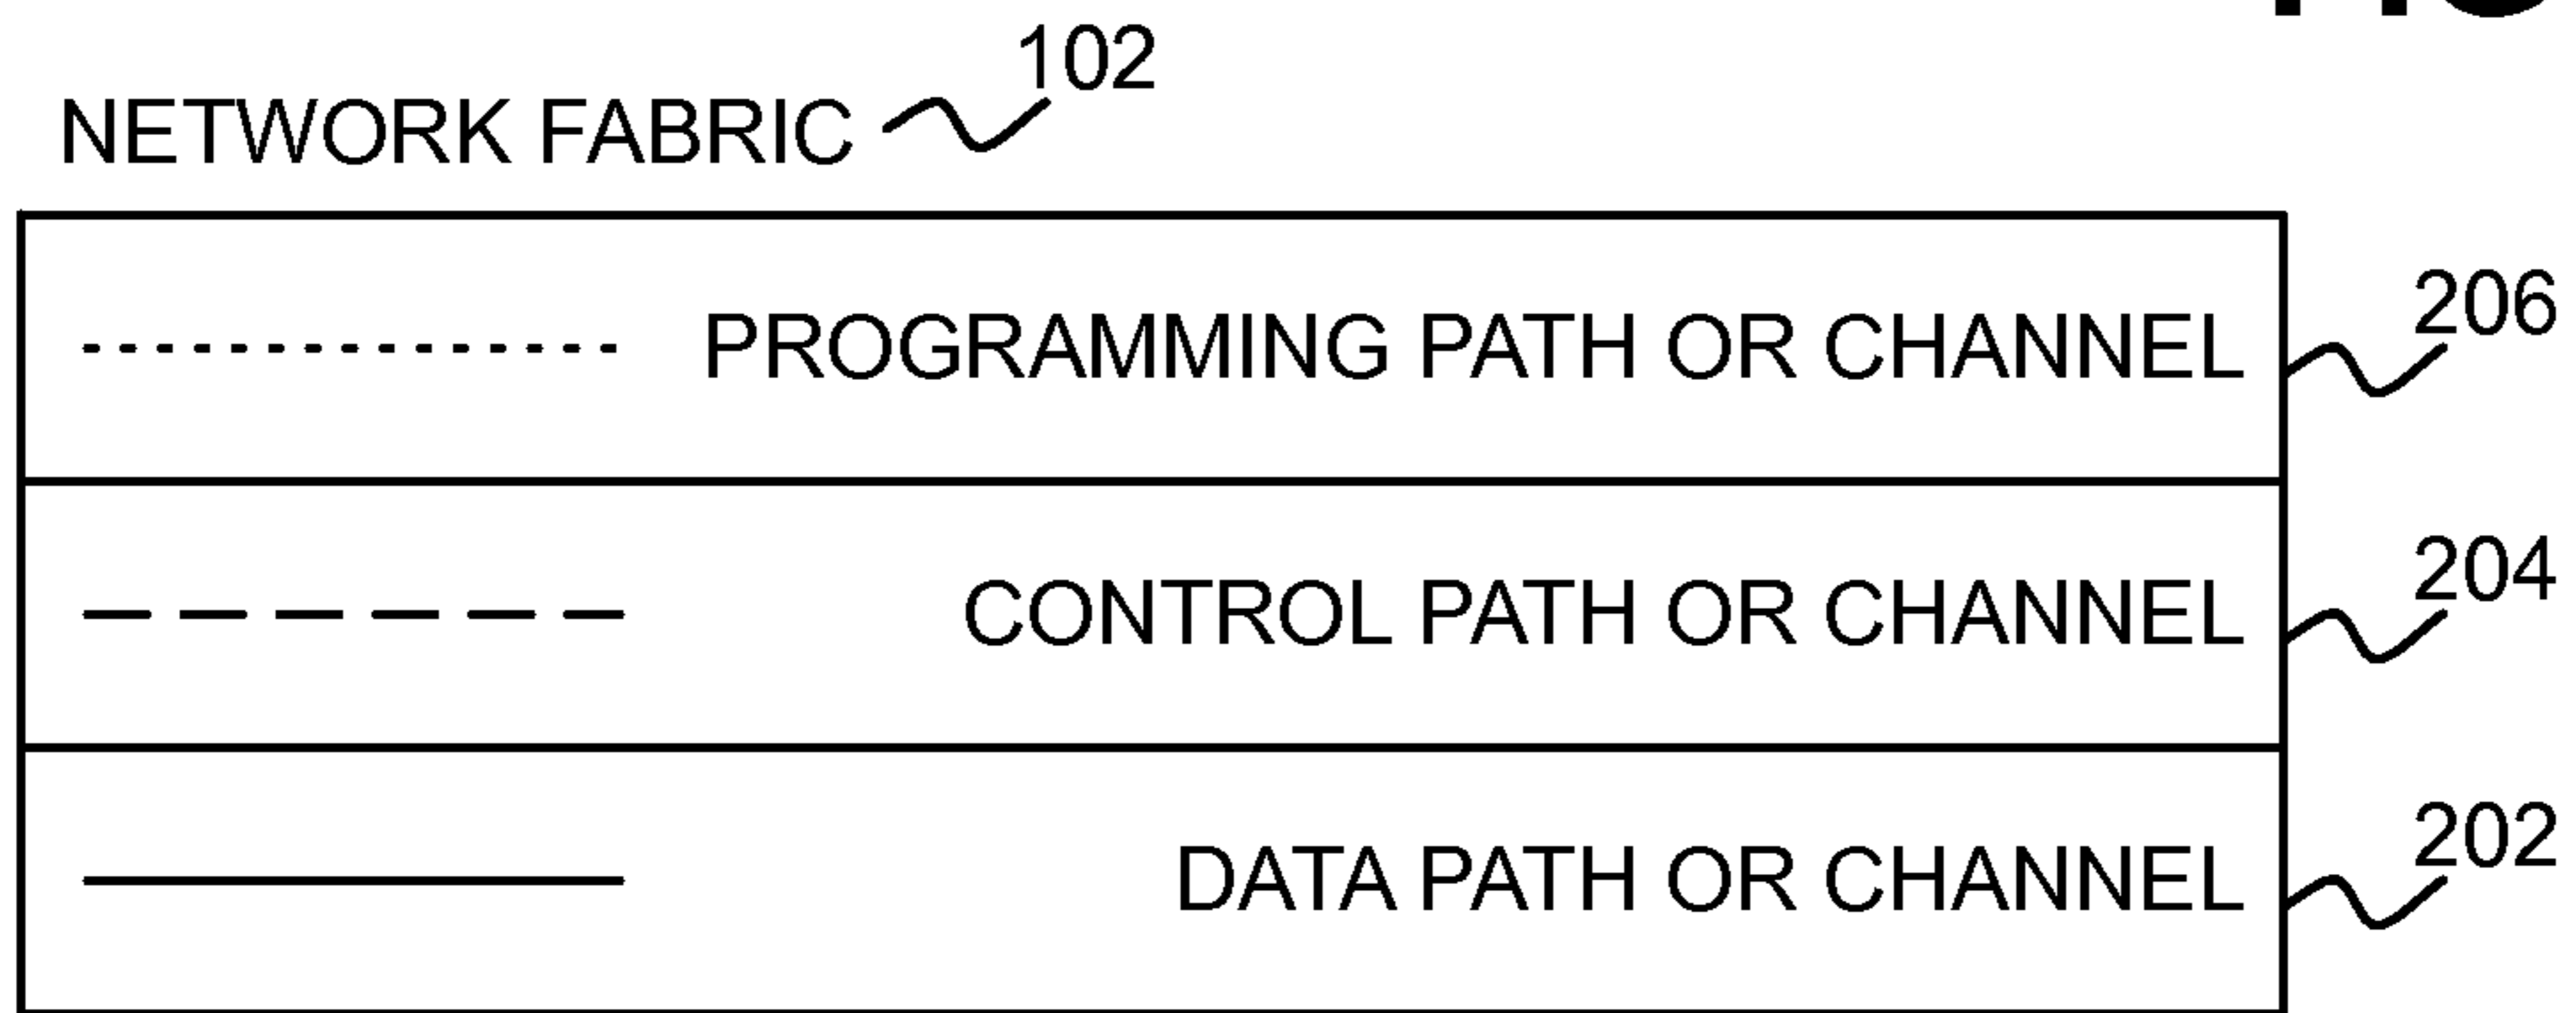 102
NETWORK FABRIC
206
PROGRAMMING PATH OR CHANNEL
204
CONTROL PATH OR CHANNEL
202
DATA PATH OR CHANNEL